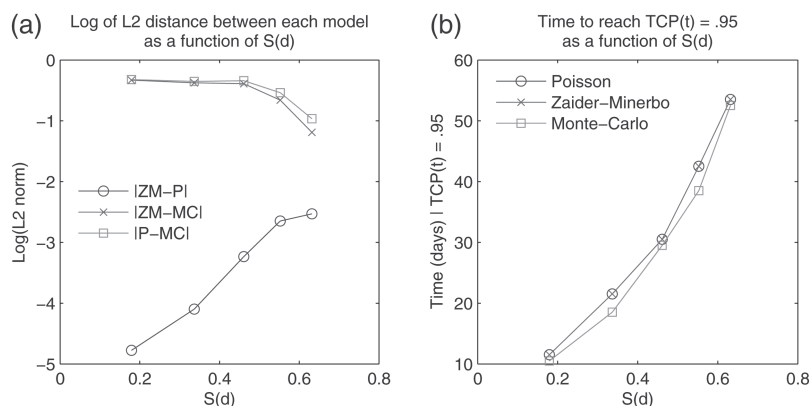 (a)
Log of L2 distance between each model
as a function of S(d)
0
−1
−2
−3
−4
−5
Log(L2 norm)
|ZM−P|
|ZM−MC|
|P−MC|
0 0.2 0.4 0.6 0.8
S(d)
(b)
Time to reach TCP(t) = .95
as a function of S(d)
60
50
40
30
20
10
Time (days) | TCP(t) = .95
Poisson
Zaider−Minerbo
Monte−Carlo
0 0.2 0.4 0.6 0.8
S(d)